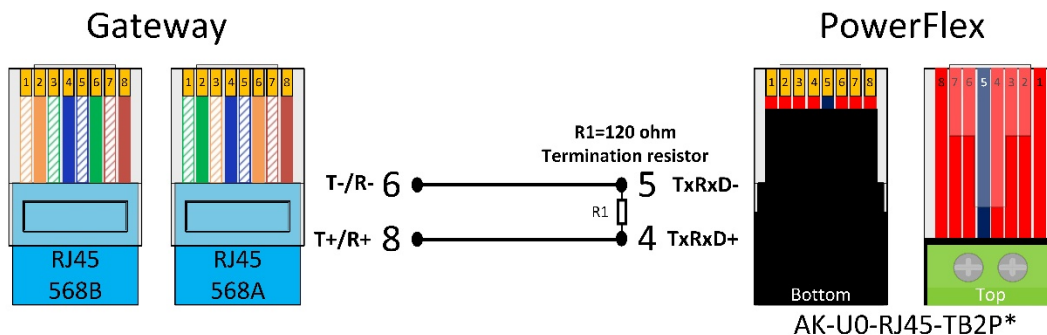 Gateway
PowerFlex
1 2 3 4 5 6 7 8
1 2 3 4 5 6 7 8
1 2 3 4 5 6 7 8
8 7 6 5 4 3 2 1
R1=120 ohm
Termination resistor
T-/R- 6
5 TxRxD-
R1
T+/R+ 8
4 TxRxD+
RJ45
568B
RJ45
568A
Bottom
Top
AK-U0-RJ45-TB2P*